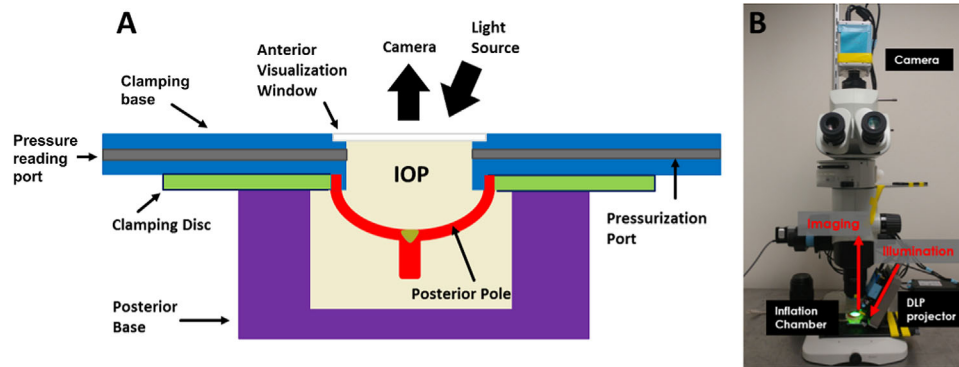 A
Clamping
base
Anterior
Visualization
Window
Camera
Light
Source
Pressure
reading
port
IOP
Clamping Disc
Pressurization
Port
Posterior Pole
Posterior
Base
B
Camera
Imaging
Illumination
Inflation
Chamber
DLP
projector